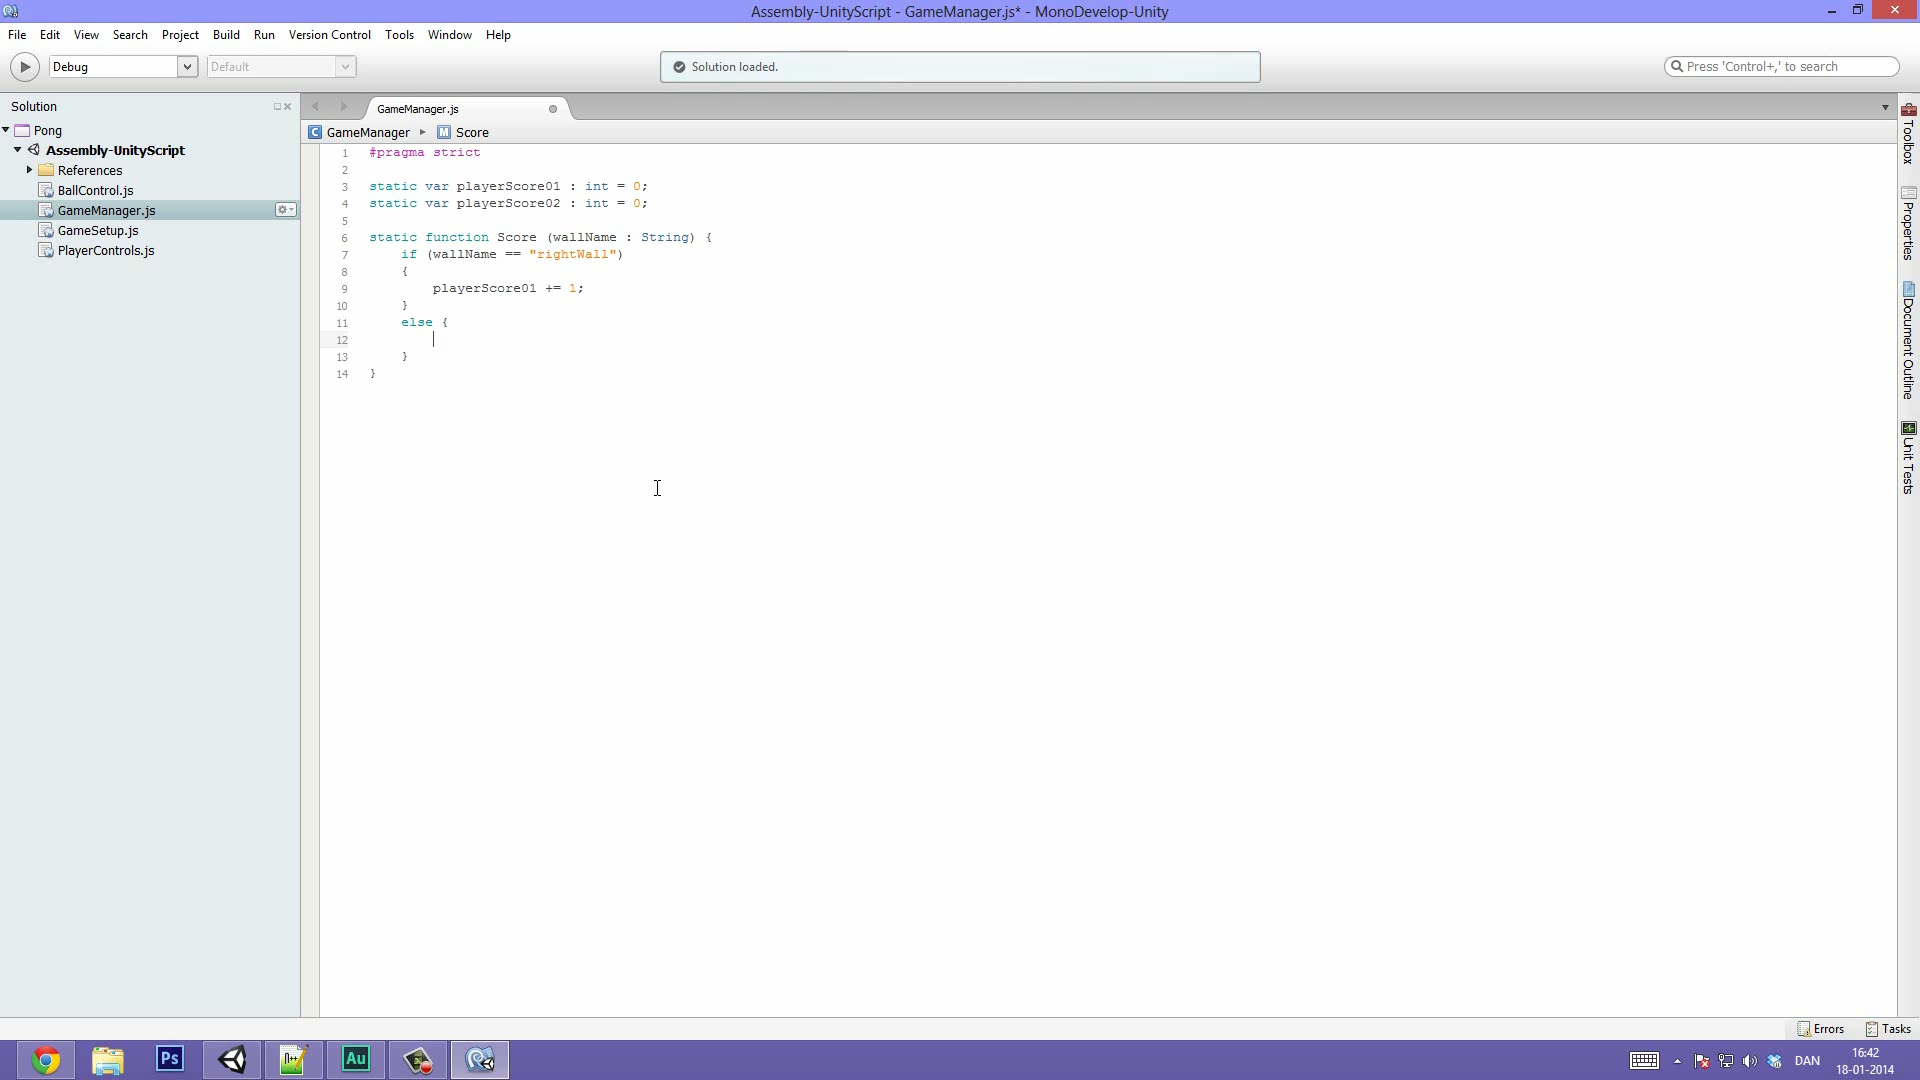 Assembly-UnityScript - GameManager.js* - MonoDevelop-Unity
File Edit View Search Project Build Run Version Control Tools Window Help
Debug Default Solution loaded. Press 'Control+,' to search
Solution
Pong
Assembly-UnityScript
References
BallControl.js
GameManager.js
GameSetup.js
PlayerControls.js
GameManager.js
GameManager Score
1 #pragma strict
2
3 static var playerScore01 : int = 0;
4 static var playerScore02 : int = 0;
5
6 static function Score (wallName : String) {
7 if (wallName == "rightWall")
8 {
9 playerScore01 += 1;
10 }
11 else {
12
13 }
14 }
Toolbox
Properties
Document Outline
Unit Tests
Errors Tasks
Ps
Au
DAN
16:42
18-01-2014